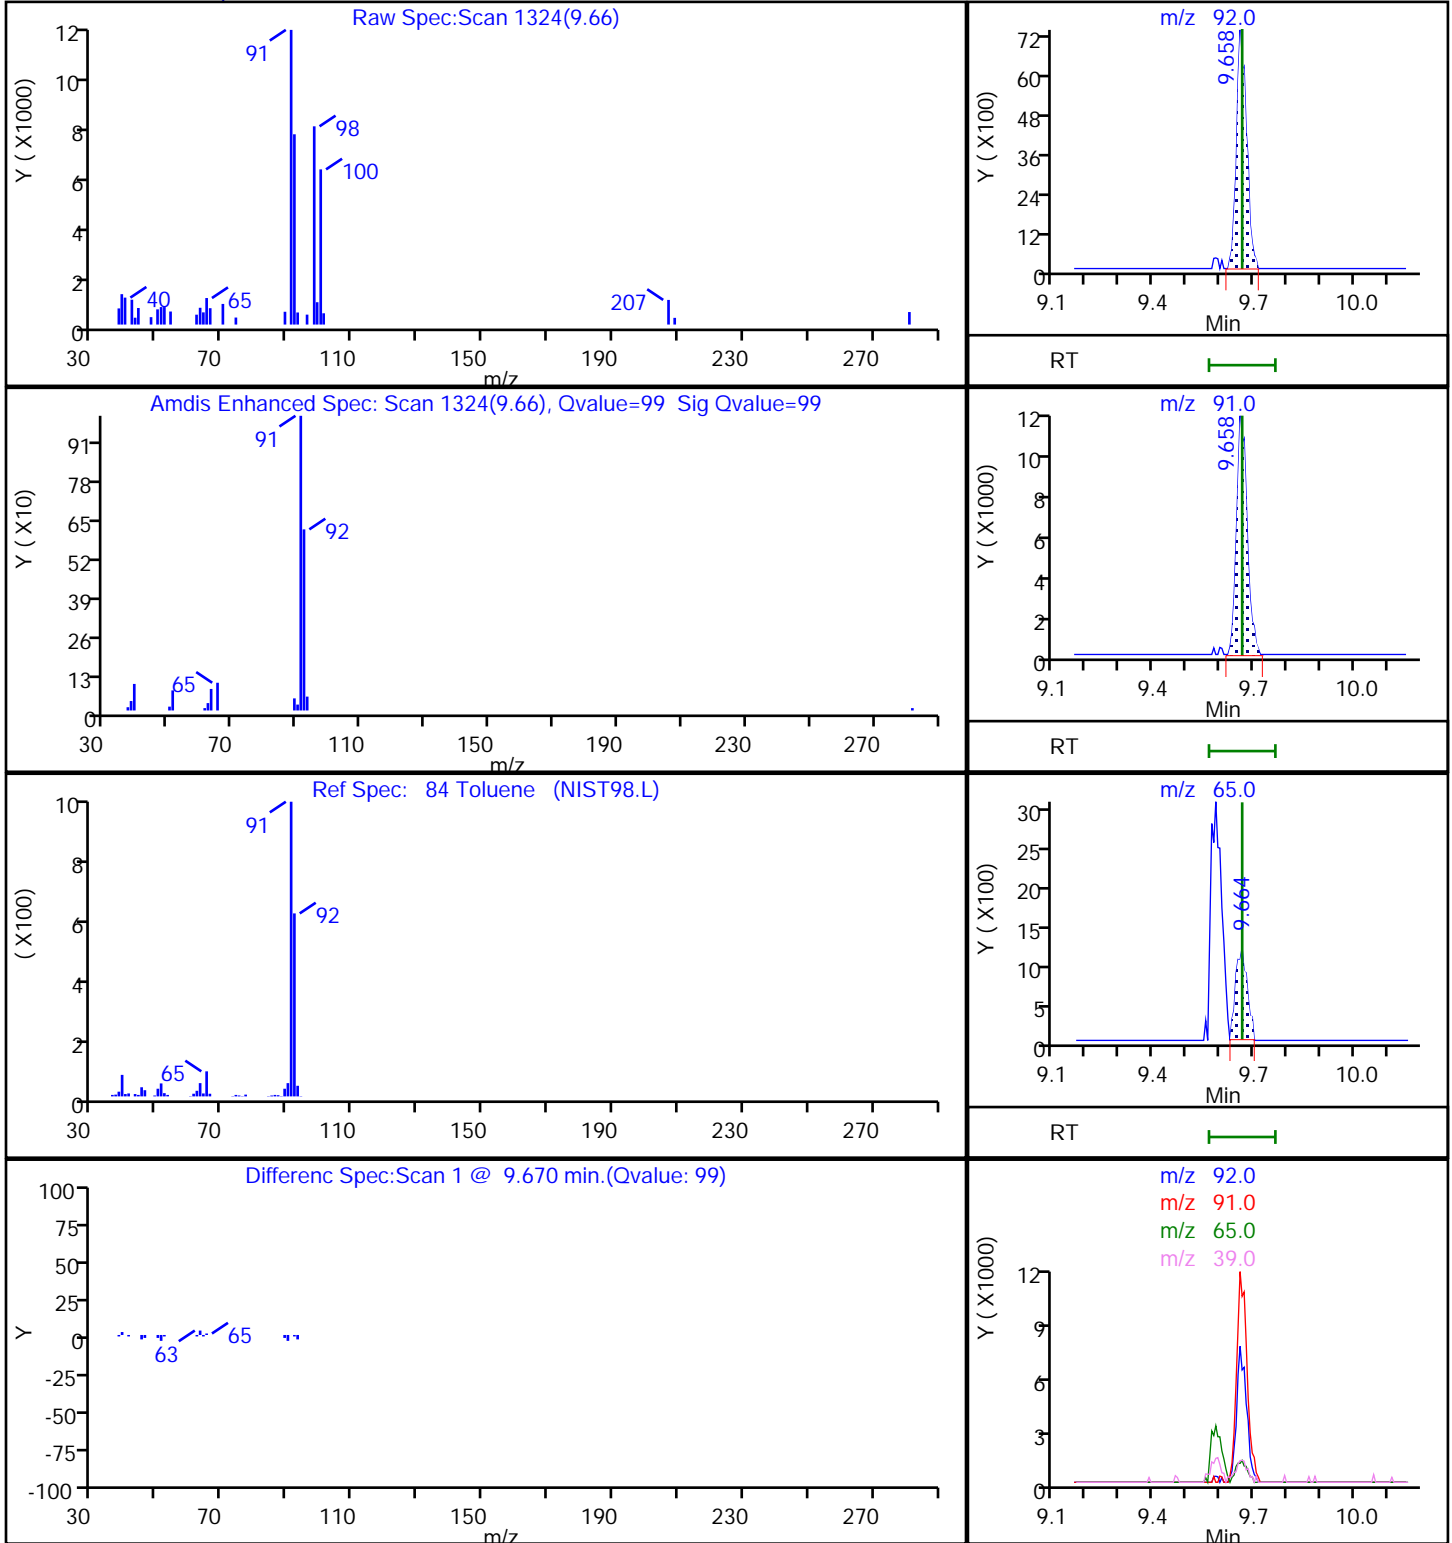 Raw Spec:Scan 1324(9.66)
Y ( X1000)
12
10
8
6
4
2
0
91
98
100
40
65
207
30 70 110 150 190 230 270
m/z
m/z 92.0
Y ( X100)
72
60
48
36
24
12
0
9.658
9.1 9.4 9.7 10.0
Min
RT
Amdis Enhanced Spec: Scan 1324(9.66), Qvalue=99 Sig Qvalue=99
Y ( X10)
91
78
65
52
39
26
13
0
91
92
65
30 70 110 150 190 230 270
m/z
m/z 91.0
Y ( X1000)
12
10
8
6
4
2
0
9.658
9.1 9.4 9.7 10.0
Min
RT
Ref Spec: 84 Toluene (NIST98.L)
( X100)
10
8
6
4
2
0
91
92
65
30 70 110 150 190 230 270
m/z 65.0
Y ( X100)
30
25
20
15
10
5
0
9.664
9.1 9.4 9.7 10.0
Min
RT
Differenc Spec:Scan 1 @ 9.670 min.(Qvalue: 99)
Y
100
75
50
25
0
-25
-50
-75
-100
63
65
30 70 110 150 190 230 270
m/z
m/z 92.0
m/z 91.0
m/z 65.0
m/z 39.0
Y ( X1000)
12
9
6
3
0
9.1 9.4 9.7 10.0
Min